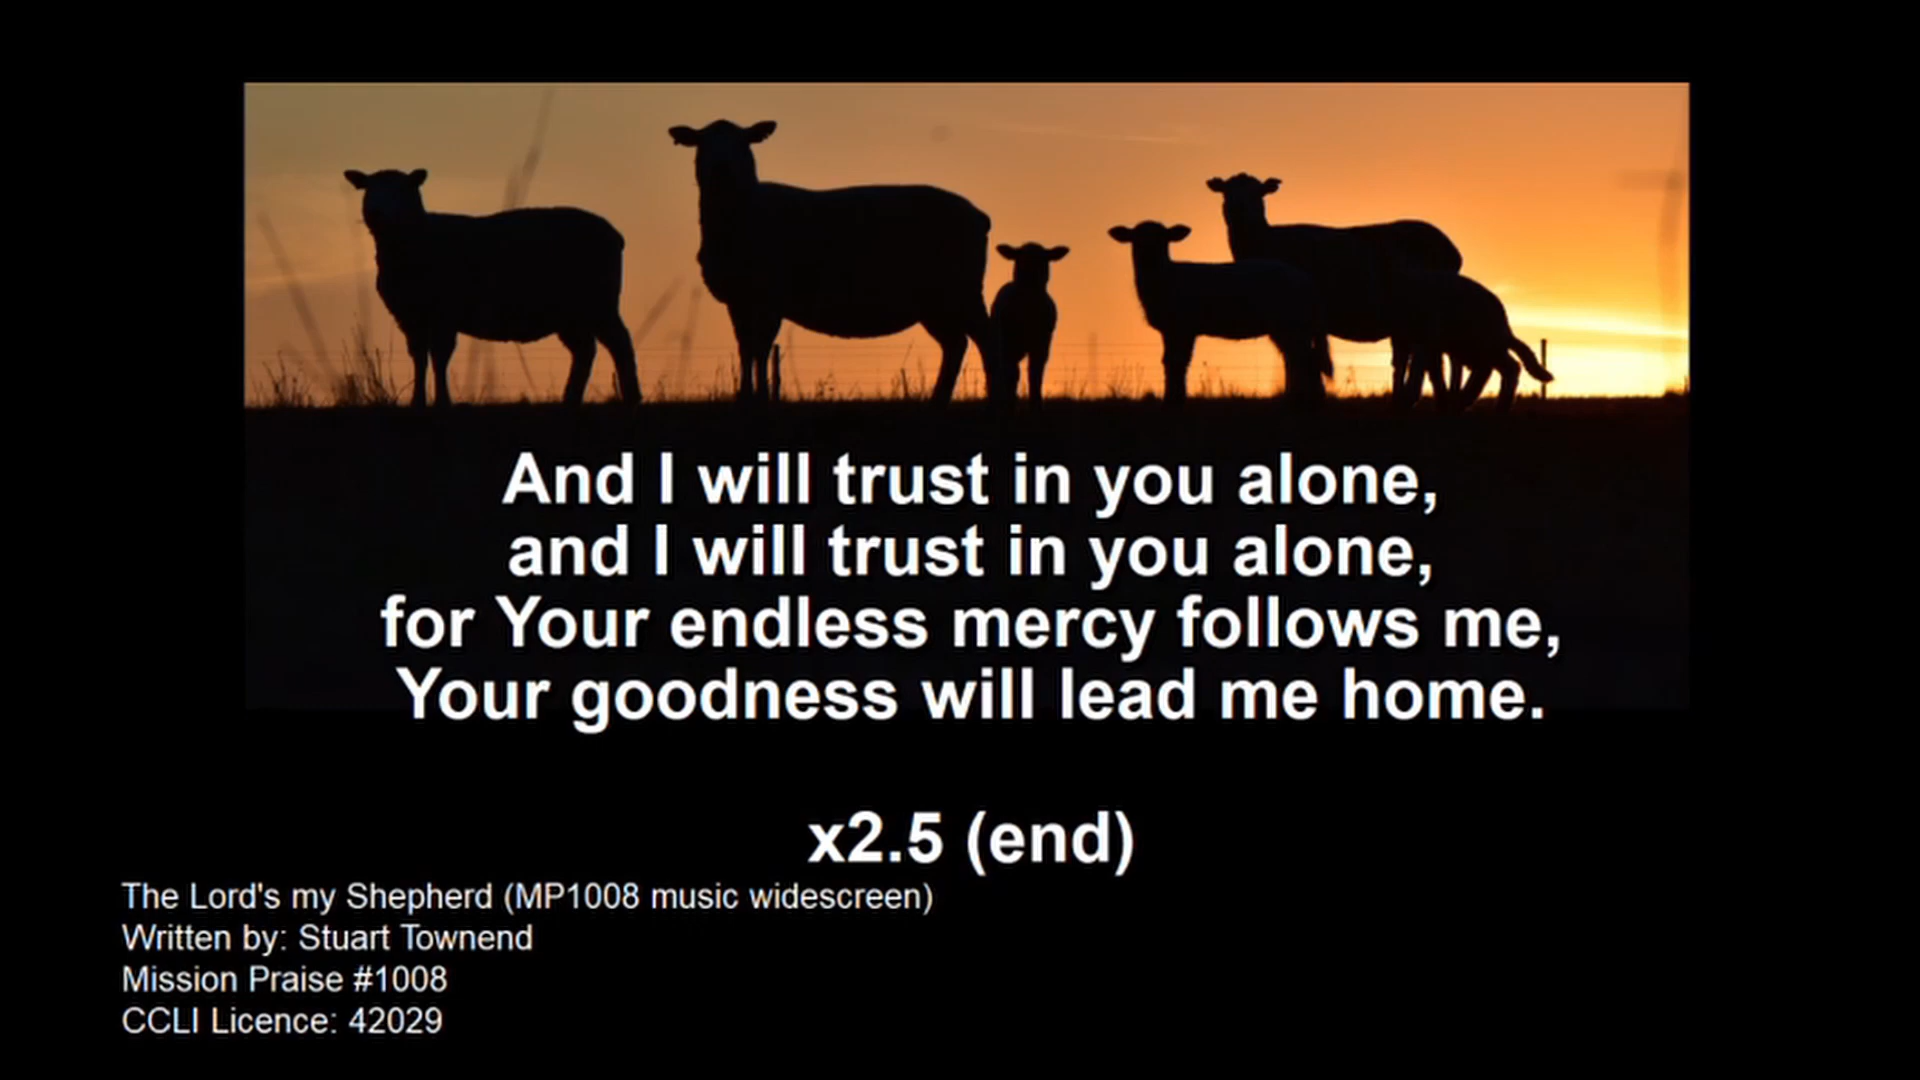 And I will trust in you alone,
and I will trust in you alone,
for Your endless mercy follows me,
Your goodness will lead me home.
x2.5 (end)
The Lord's my Shepherd (MP1008 music widescreen)
Written by: Stuart Townend
Mission Praise #1008
CCLI Licence: 42029